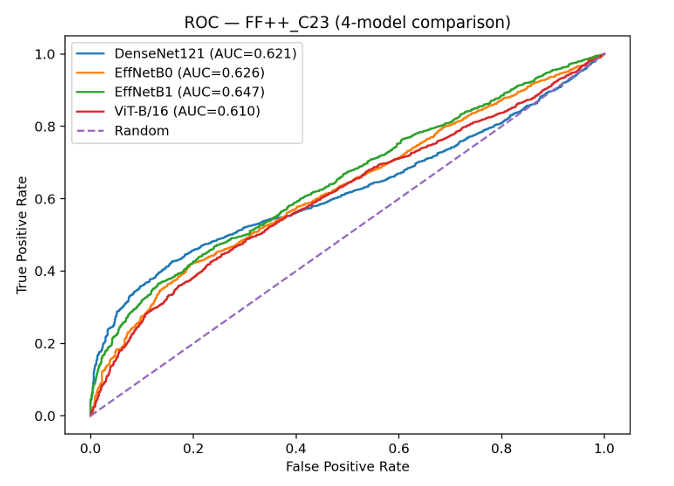 ROC — FF++_C23 (4-model comparison)
DenseNet121 (AUC=0.621)
EffNetB0 (AUC=0.626)
EffNetB1 (AUC=0.647)
ViT-B/16 (AUC=0.610)
Random
True Positive Rate
1.0
0.8
0.6
0.4
0.2
0.0
0.0 0.2 0.4 0.6 0.8 1.0
False Positive Rate